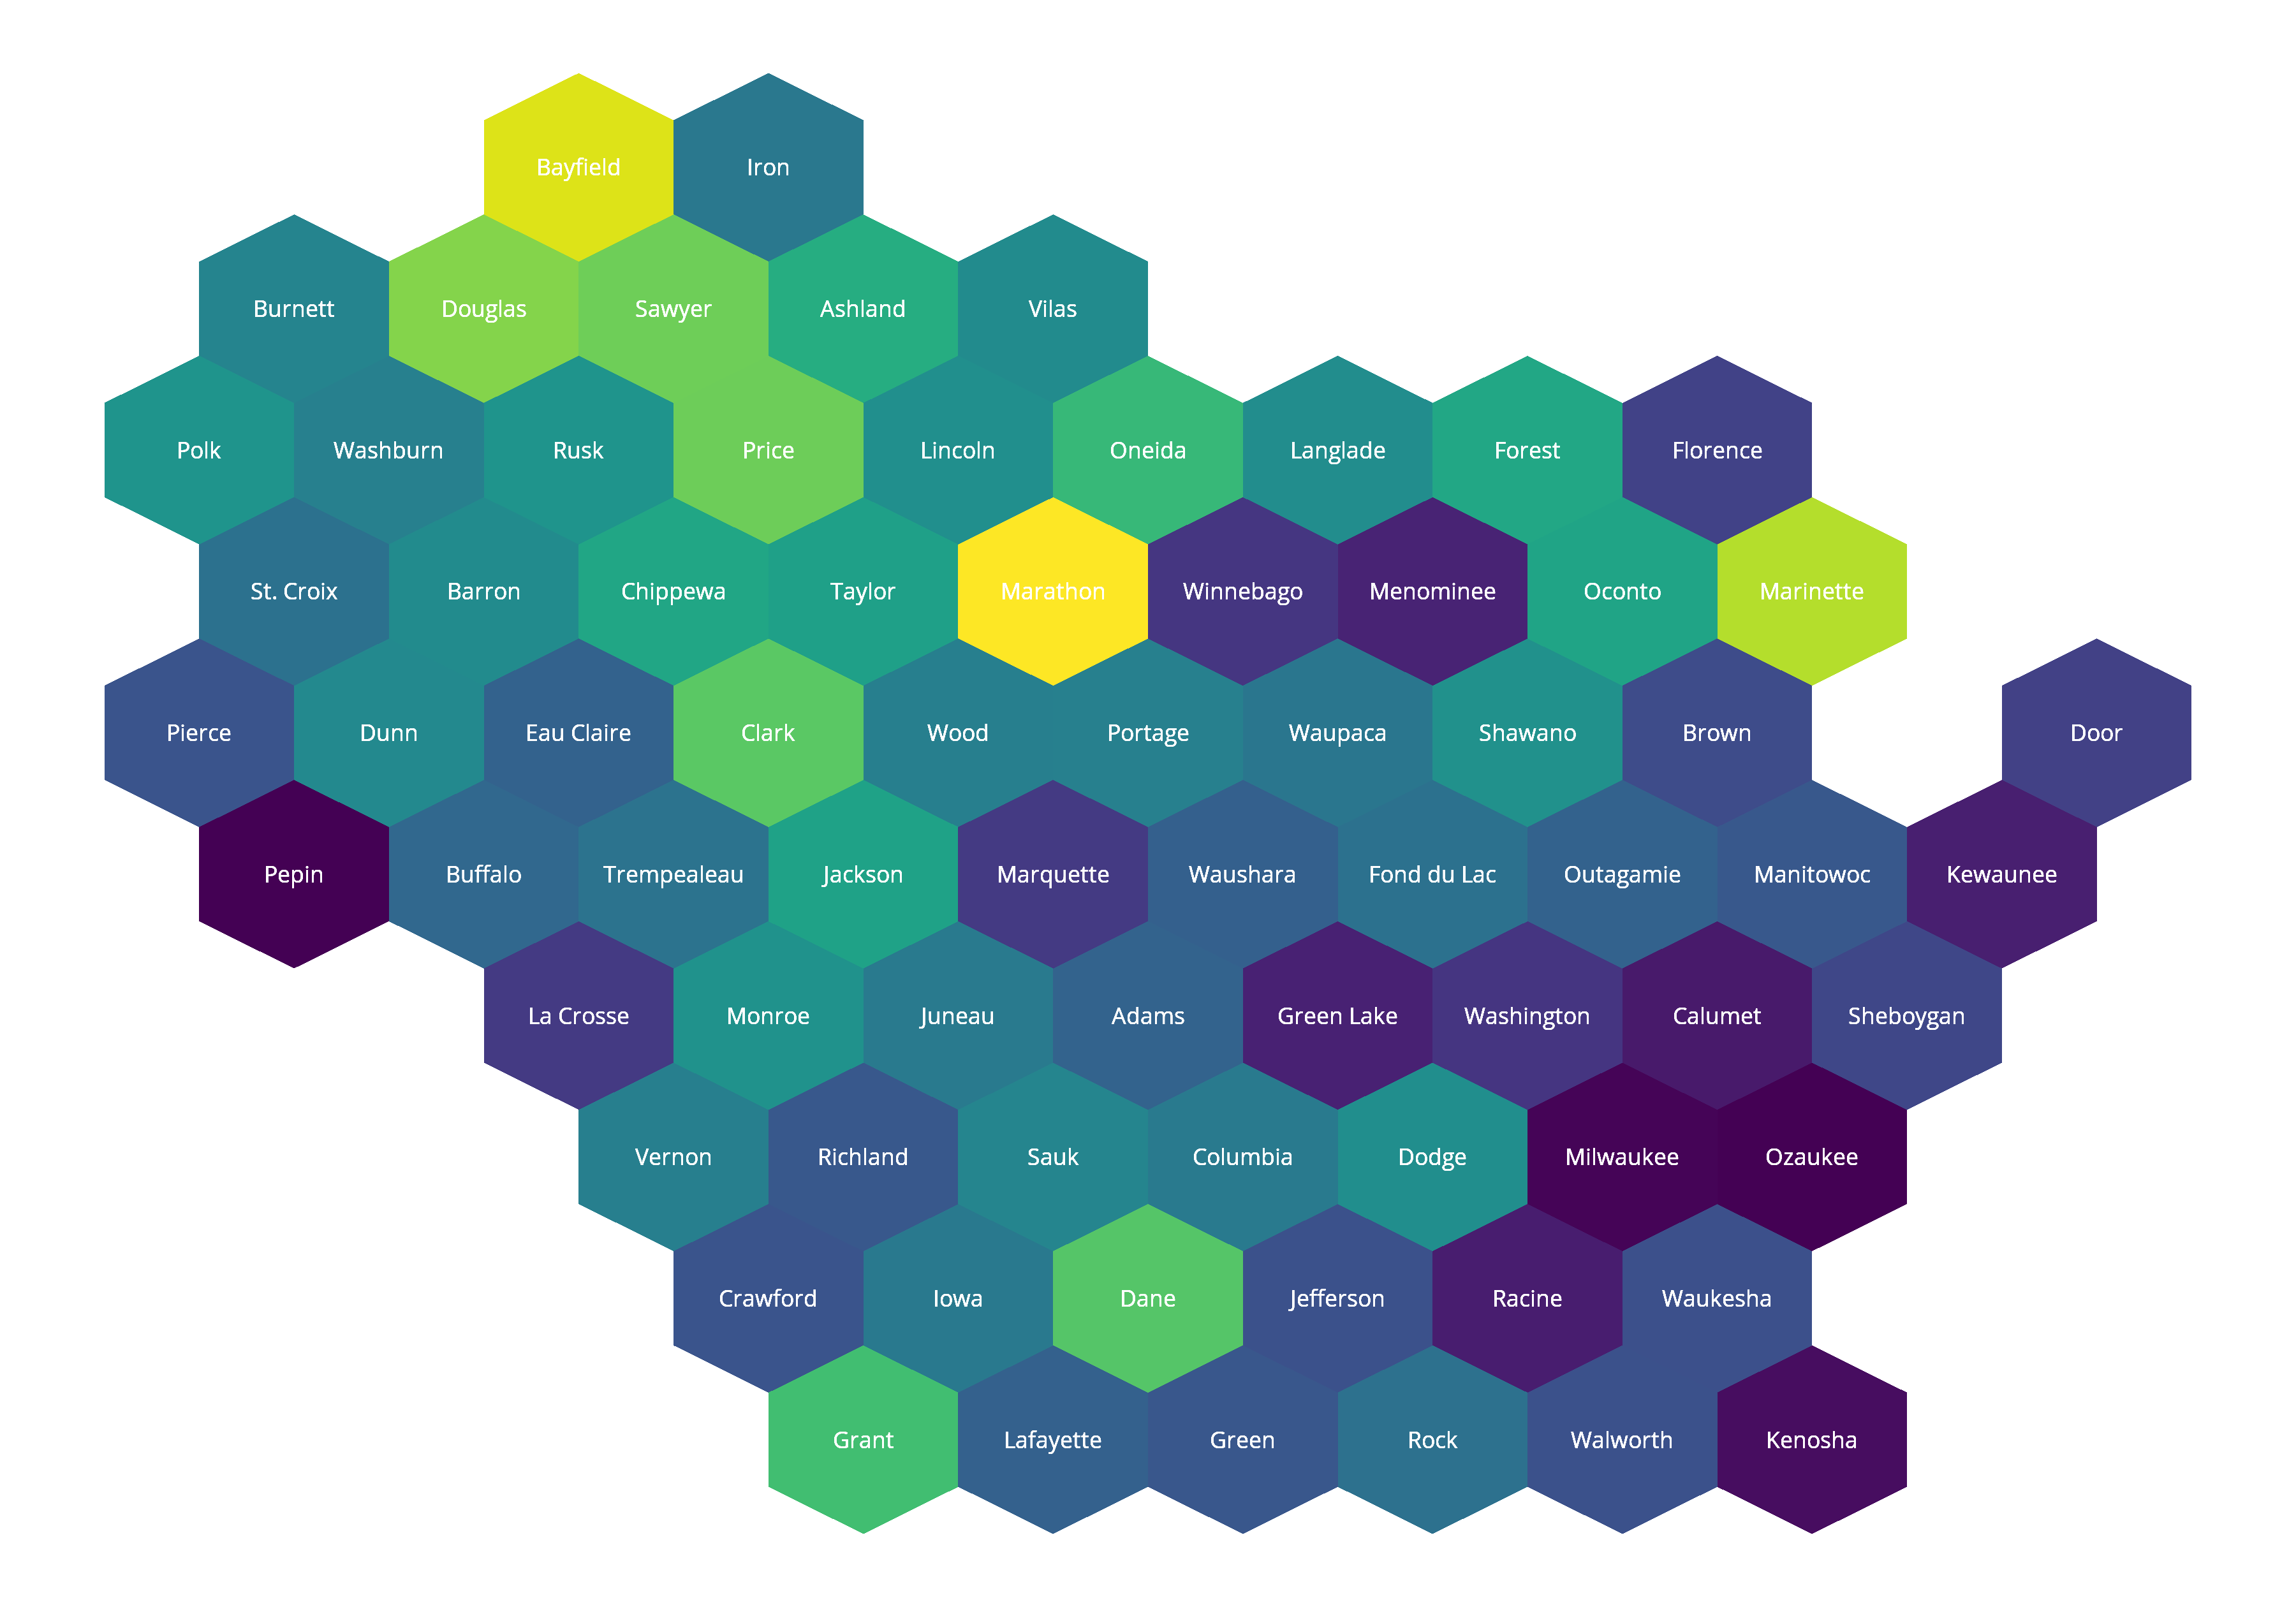 Bayfield
Iron
Burnett
Douglas
Sawyer
Ashland
Vilas
Polk
Washburn
Rusk
Price
Lincoln
Oneida
Langlade
Forest
Florence
St. Croix
Barron
Chippewa
Taylor
Marathon
Winnebago
Menominee
Oconto
Marinette
Pierce
Dunn
Eau Claire
Clark
Wood
Portage
Waupaca
Shawano
Brown
Door
Pepin
Buffalo
Trempealeau
Jackson
Marquette
Waushara
Fond du Lac
Outagamie
Manitowoc
Kewaunee
La Crosse
Monroe
Juneau
Adams
Green Lake
Washington
Calumet
Sheboygan
Vernon
Richland
Sauk
Columbia
Dodge
Milwaukee
Ozaukee
Crawford
Iowa
Dane
Jefferson
Racine
Waukesha
Grant
Lafayette
Green
Rock
Walworth
Kenosha